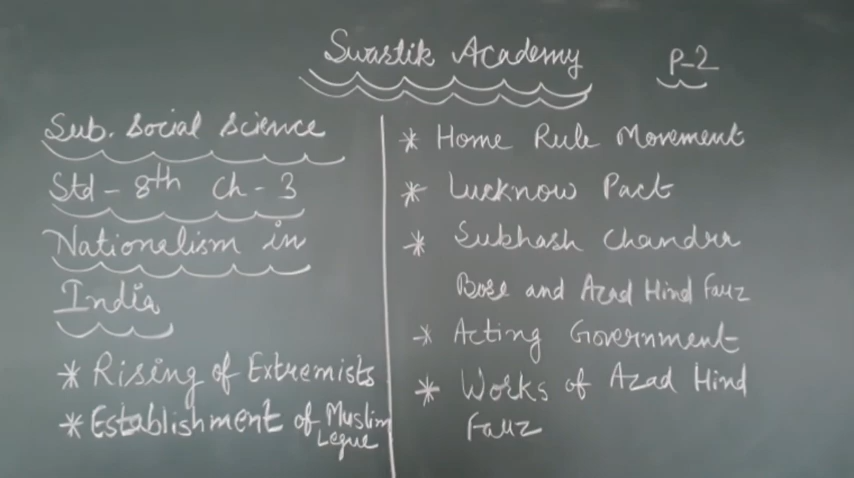 Swastik Academy
P-2
Sub. Social Science
Std - 8th Ch - 3
Nationalism in
India
* Rising of Extremists
* Establishment of Muslim
Legue
* Home Rule Movement
* Lucknow Pact
* Subhash Chandra
Bose and Azad Hind Fauz
* Acting Government
* Works of Azad Hind
Fauz